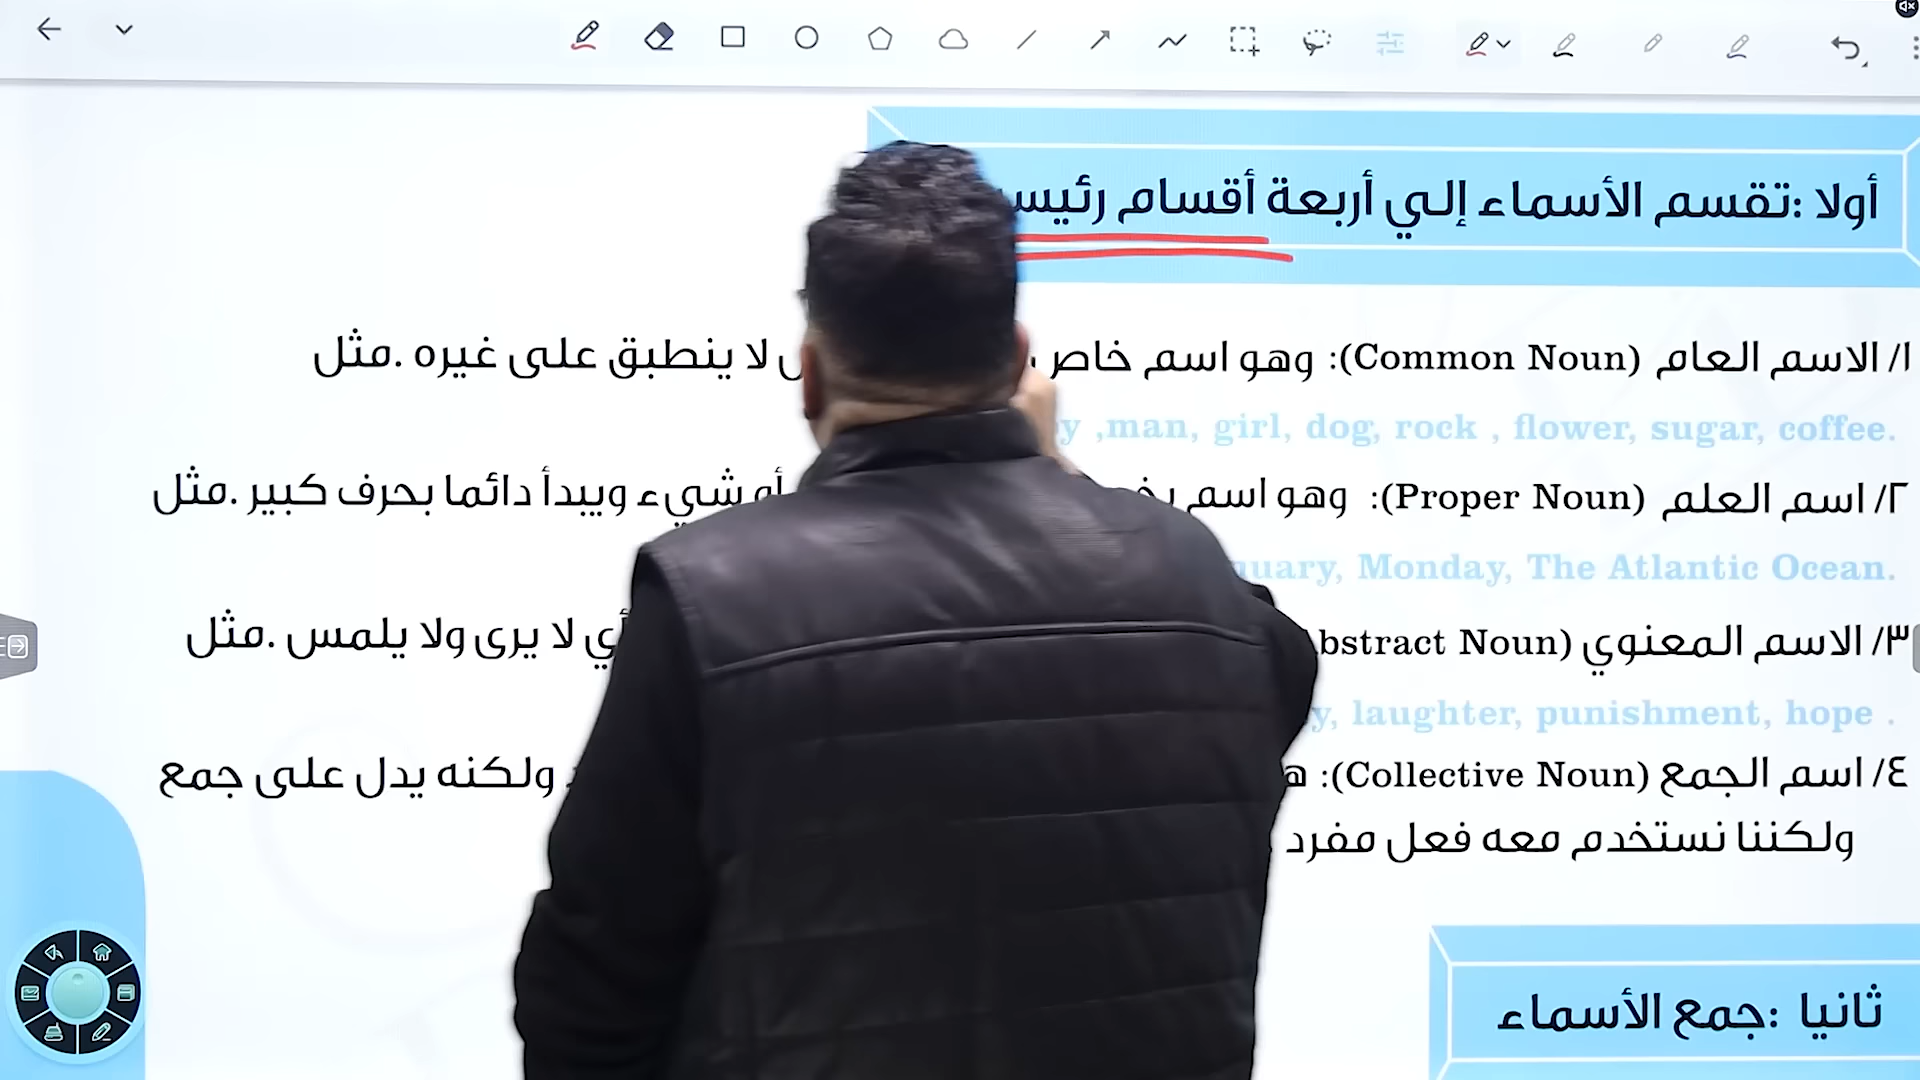 أولا :تقسم الأسماء إلي أربعة أقسام
١/ الاسم العام (Common Noun): وهو اسم خاص لا ينطبق على غيره .مثل
,man, girl, dog, rock , flower, sugar, coffee.
٢/ اسم العلم (Proper Noun): وهو اسم أو شيء ويبدأ دائما بحرف كبير .مثل
Monday, The Atlantic Ocean.
٣/ الاسم المعنوي Noun) أي لا يرى ولا يلمس .مثل
laughter, punishment, hope .
٤/ اسم الجمع (Collective Noun): ولكنه يدل على جمع
ولكننا نستخدم معه فعل مفرد
ثانيا :جمع الأسماء